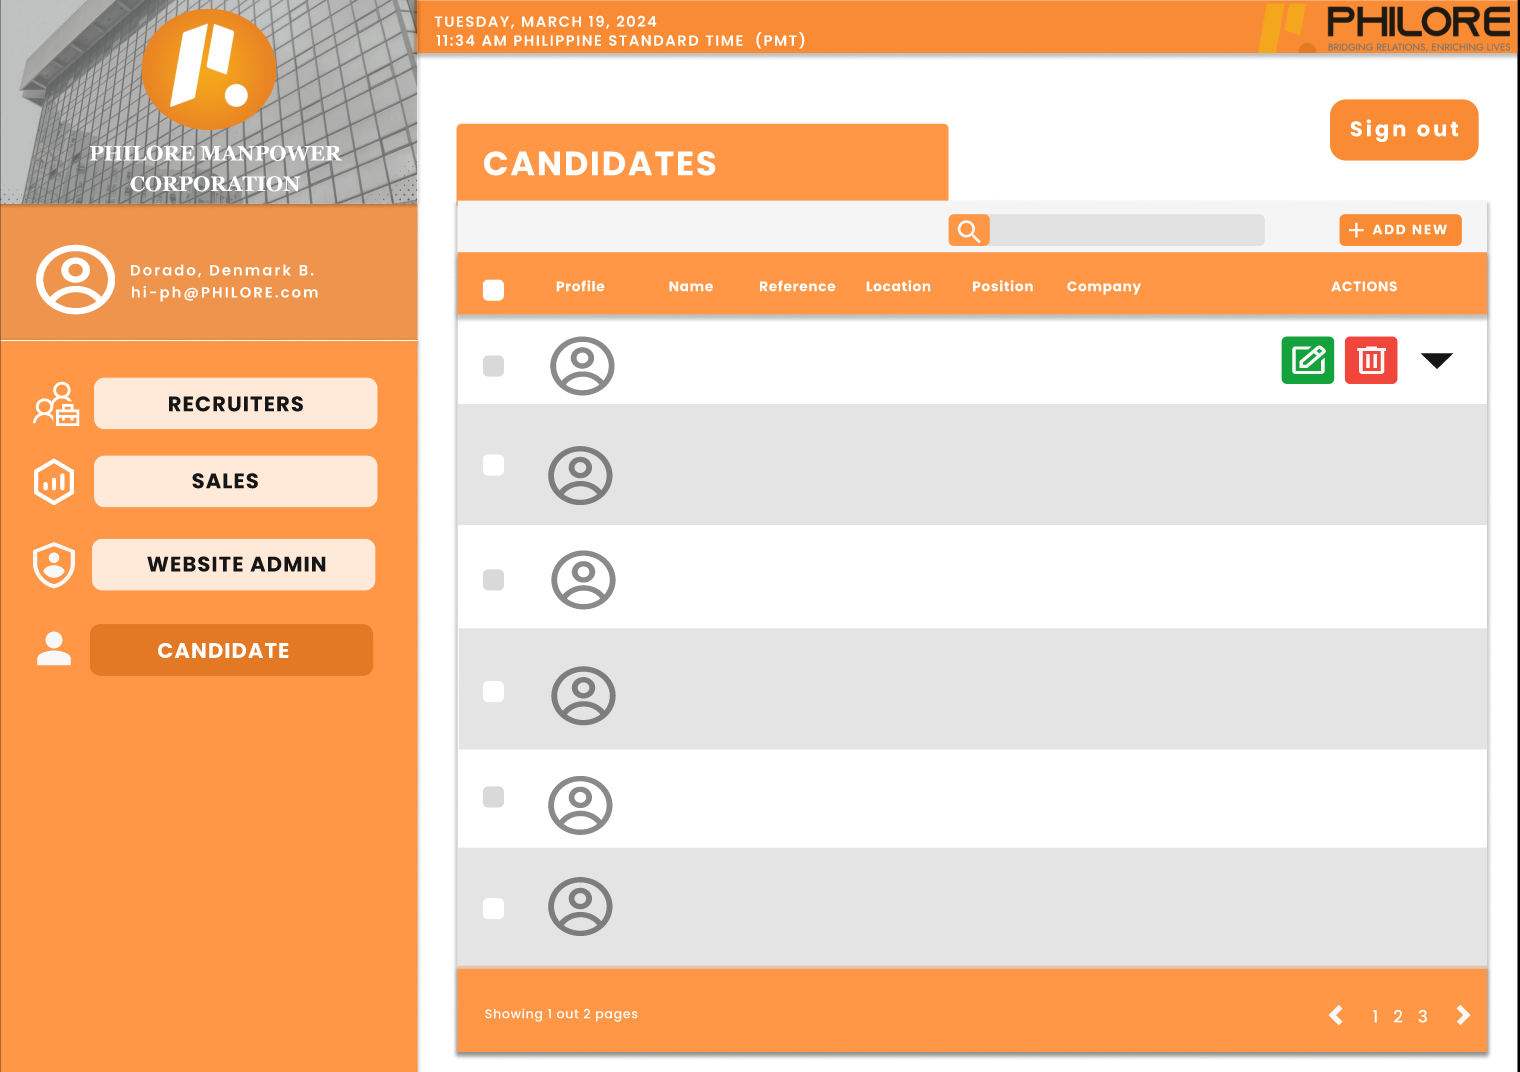 TUESDAY, MARCH 19, 2024
11:34 AM PHILIPPINE STANDARD TIME (PMT)
PHILORE
BRIDGING RELATIONS, ENRICHING LIVES
PHILORE MANPOWER
CORPORATION
Dorado, Denmark B.
hi-ph@PHILORE.com
RECRUITERS
SALES
WEBSITE ADMIN
CANDIDATE
Sign out
CANDIDATES
ADD NEW
Profile Name Reference Location Position Company ACTIONS
Showing 1 out 2 pages
1 2 3